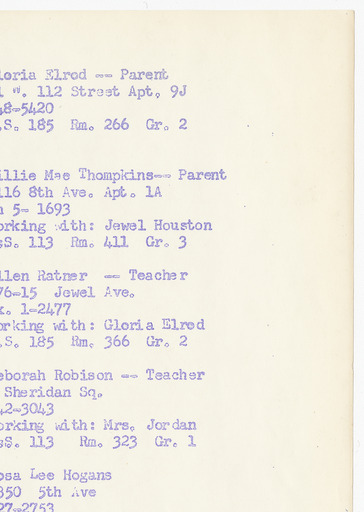 loria Elrod -- Parent
1 W. 112 Street Apt. 9J
48-5420
.S. 185 Rm. 266 Gr. 2
illie Mae Thompkins-- Parent
116 8th Ave. Apt. 1A
n 5- 1693
orking with: Jewel Houston
.S. 113 Rm. 411 Gr. 3
llen Ratner -- Teacher
76-15 Jewel Ave.
x. 1-2477
orking with: Gloria Elrod
.S. 185 Rm. 366 Gr. 2
eborah Robison -- Teacher
Sheridan Sq.
42-3043
orking with: Mrs. Jordan
.S. 113 Rm. 323 Gr. 1
osa Lee Hogans
350 5th Ave
27-2753